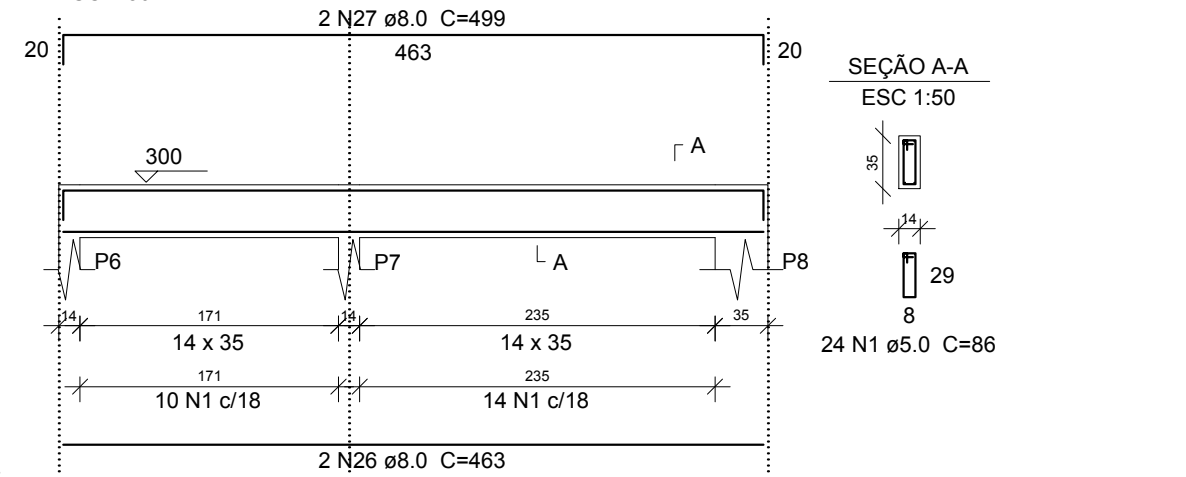 2 N27 ø8.0 C=499
20
463
20
SEÇÃO A-A
ESC 1:50
A
300
35
14
P6
P7
A
P8
29
8
24 N1 ø5.0 C=86
14
171
14
235
35
14 x 35
14 x 35
171
235
10 N1 c/18
14 N1 c/18
2 N26 ø8.0 C=463